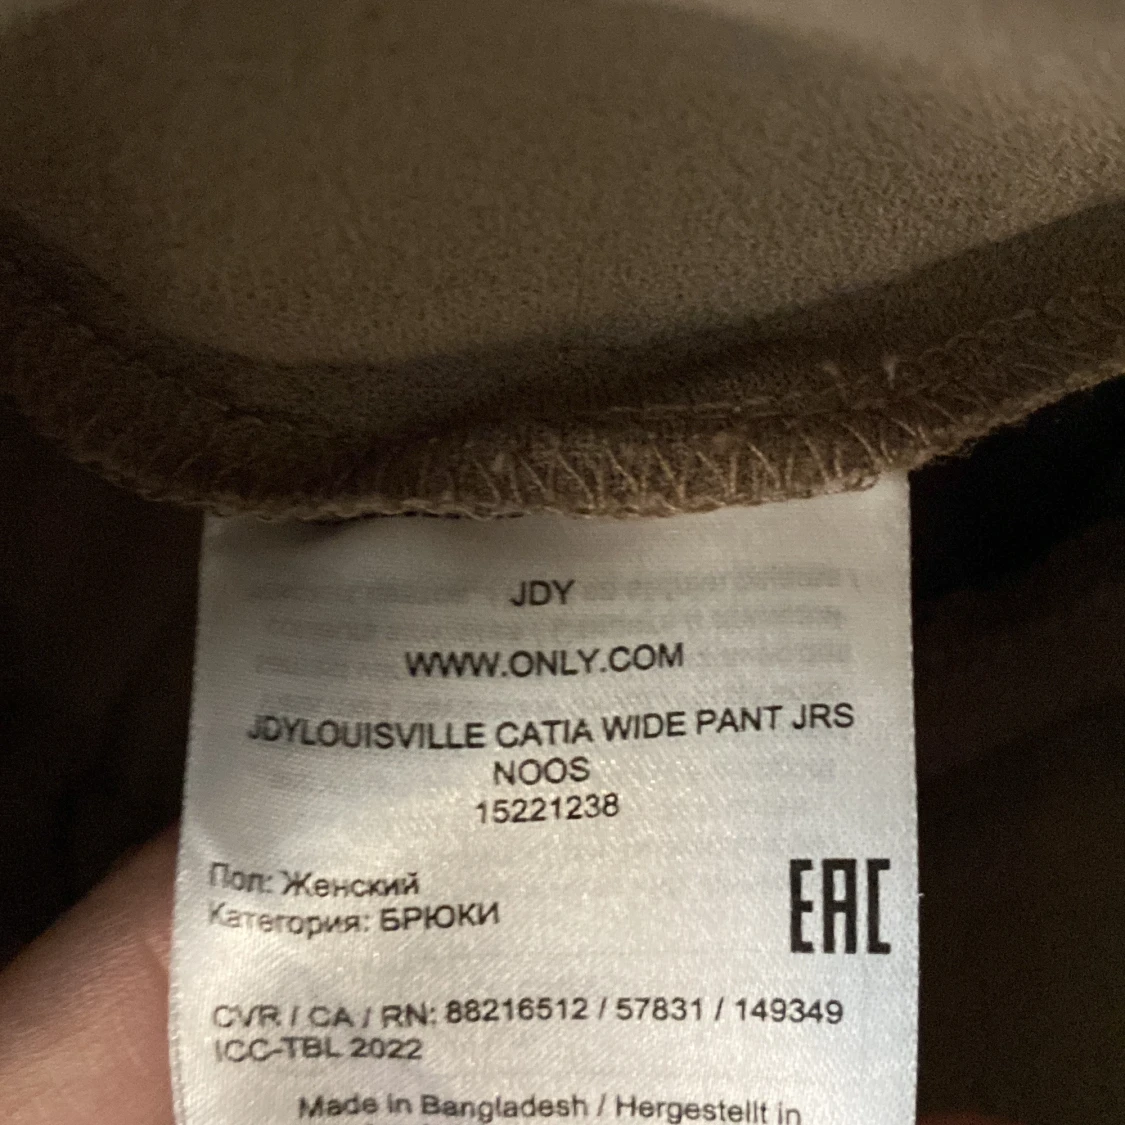 JDY
WWW.ONLY.COM
JDYLOUISVILLE CATIA WIDE PANT JRS
NOOS
15221238
Пол: Женский
Категория: БРЮКИ
EAC
CVR / CA / RN: 88216512 / 57831 / 149349
ICC-TBL 2022
Made in Bangladesh / Hergestellt in